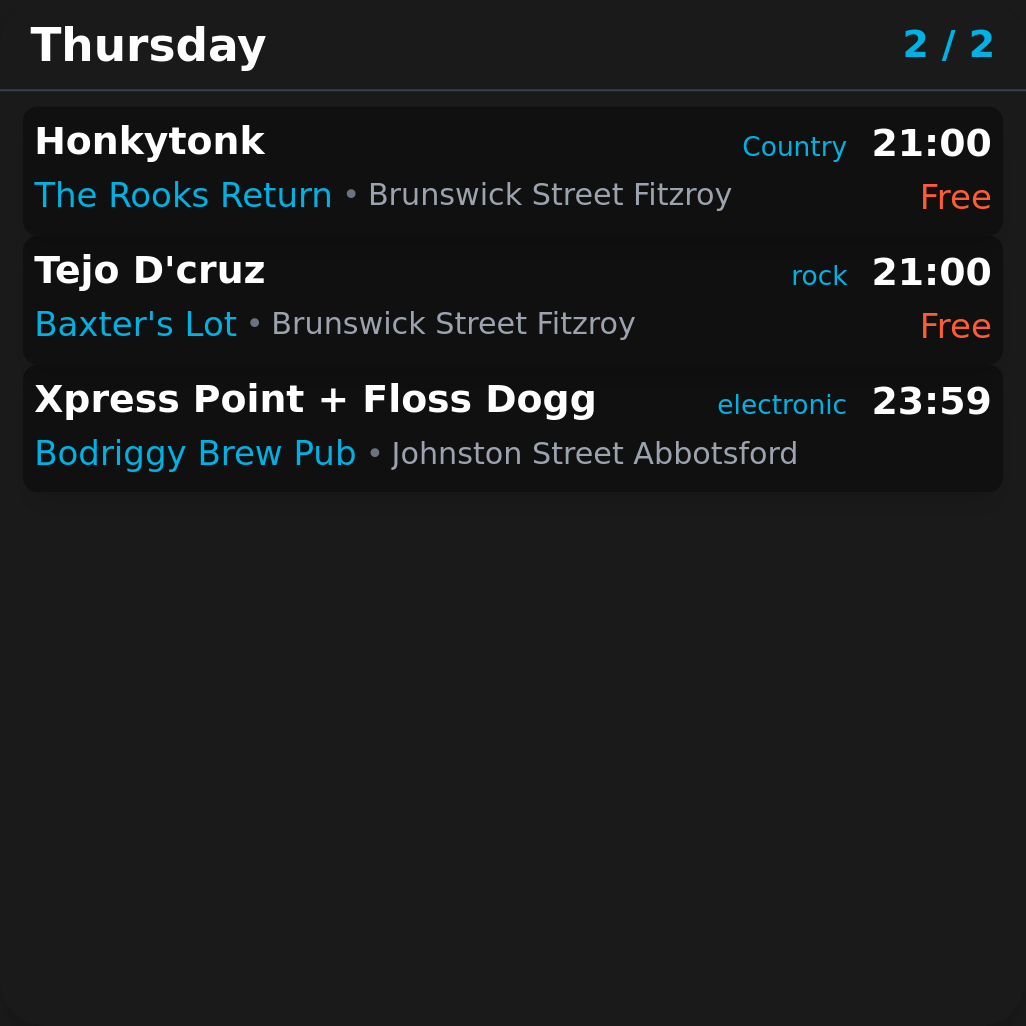 Thursday 2 / 2
Honkytonk Country 21:00
The Rooks Return • Brunswick Street Fitzroy Free
Tejo D'cruz rock 21:00
Baxter's Lot • Brunswick Street Fitzroy Free
Xpress Point + Floss Dogg electronic 23:59
Bodriggy Brew Pub • Johnston Street Abbotsford